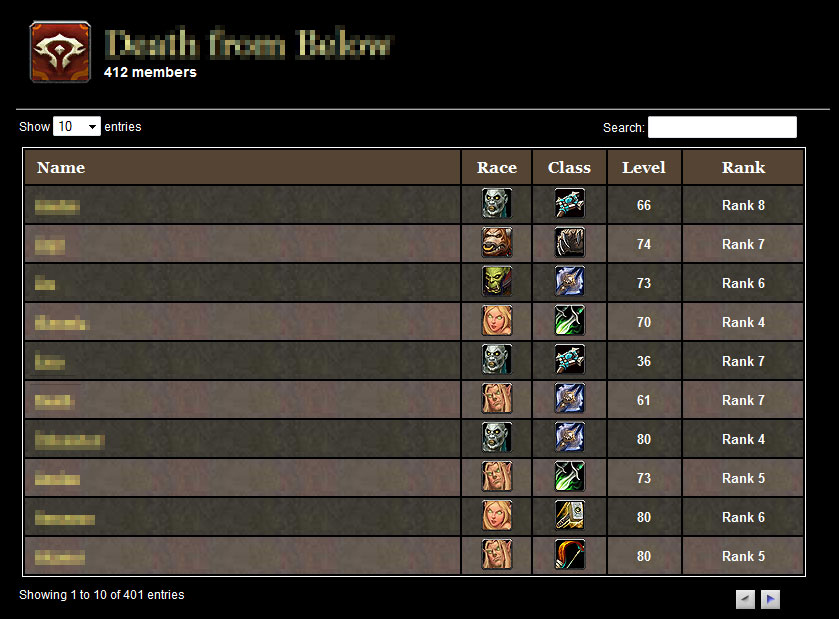 Death from Below
412 members
Show 10 entries Search:
Name Race Class Level Rank
66 Rank 8
74 Rank 7
73 Rank 6
70 Rank 4
36 Rank 7
61 Rank 7
80 Rank 4
73 Rank 5
80 Rank 6
80 Rank 5
Showing 1 to 10 of 401 entries